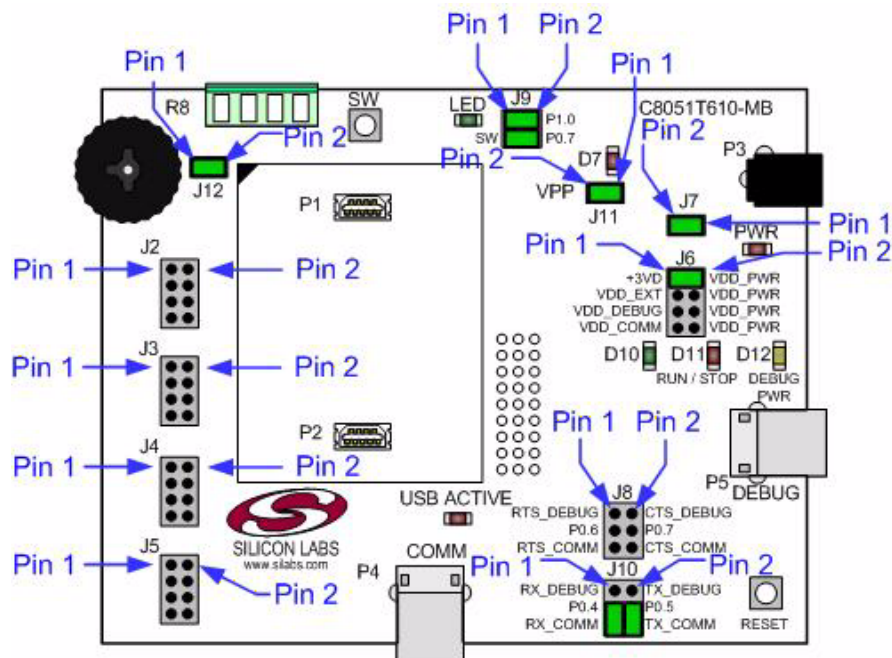 Pin 1
Pin 2
Pin 1
Pin 1
R8
SW
LED
J9
P1.0
SW
P0.7
C8051T610-MB
Pin 2
Pin 2
J12
Pin 2
D7
VPP
J11
P3
P1
J7
Pin 1
PWR
Pin 1
Pin 2
J2
Pin 1
Pin 2
J6
+3VD
VDD_PWR
VDD_EXT
VDD_PWR
VDD_DEBUG
VDD_PWR
VDD_COMM
VDD_PWR
J3
Pin 1
Pin 2
D10
D11
D12
RUN / STOP
DEBUG
PWR
P2
J4
Pin 1
Pin 2
Pin 1
Pin 2
P5
DEBUG
USB ACTIVE
J8
RTS_DEBUG
CTS_DEBUG
P0.6
P0.7
RTS_COMM
CTS_COMM
SILICON LABS
www.silabs.com
J5
Pin 1
Pin 2
P4
COMM
Pin 1
J10
Pin 2
RX_DEBUG
TX_DEBUG
P0.4
P0.5
RX_COMM
TX_COMM
RESET